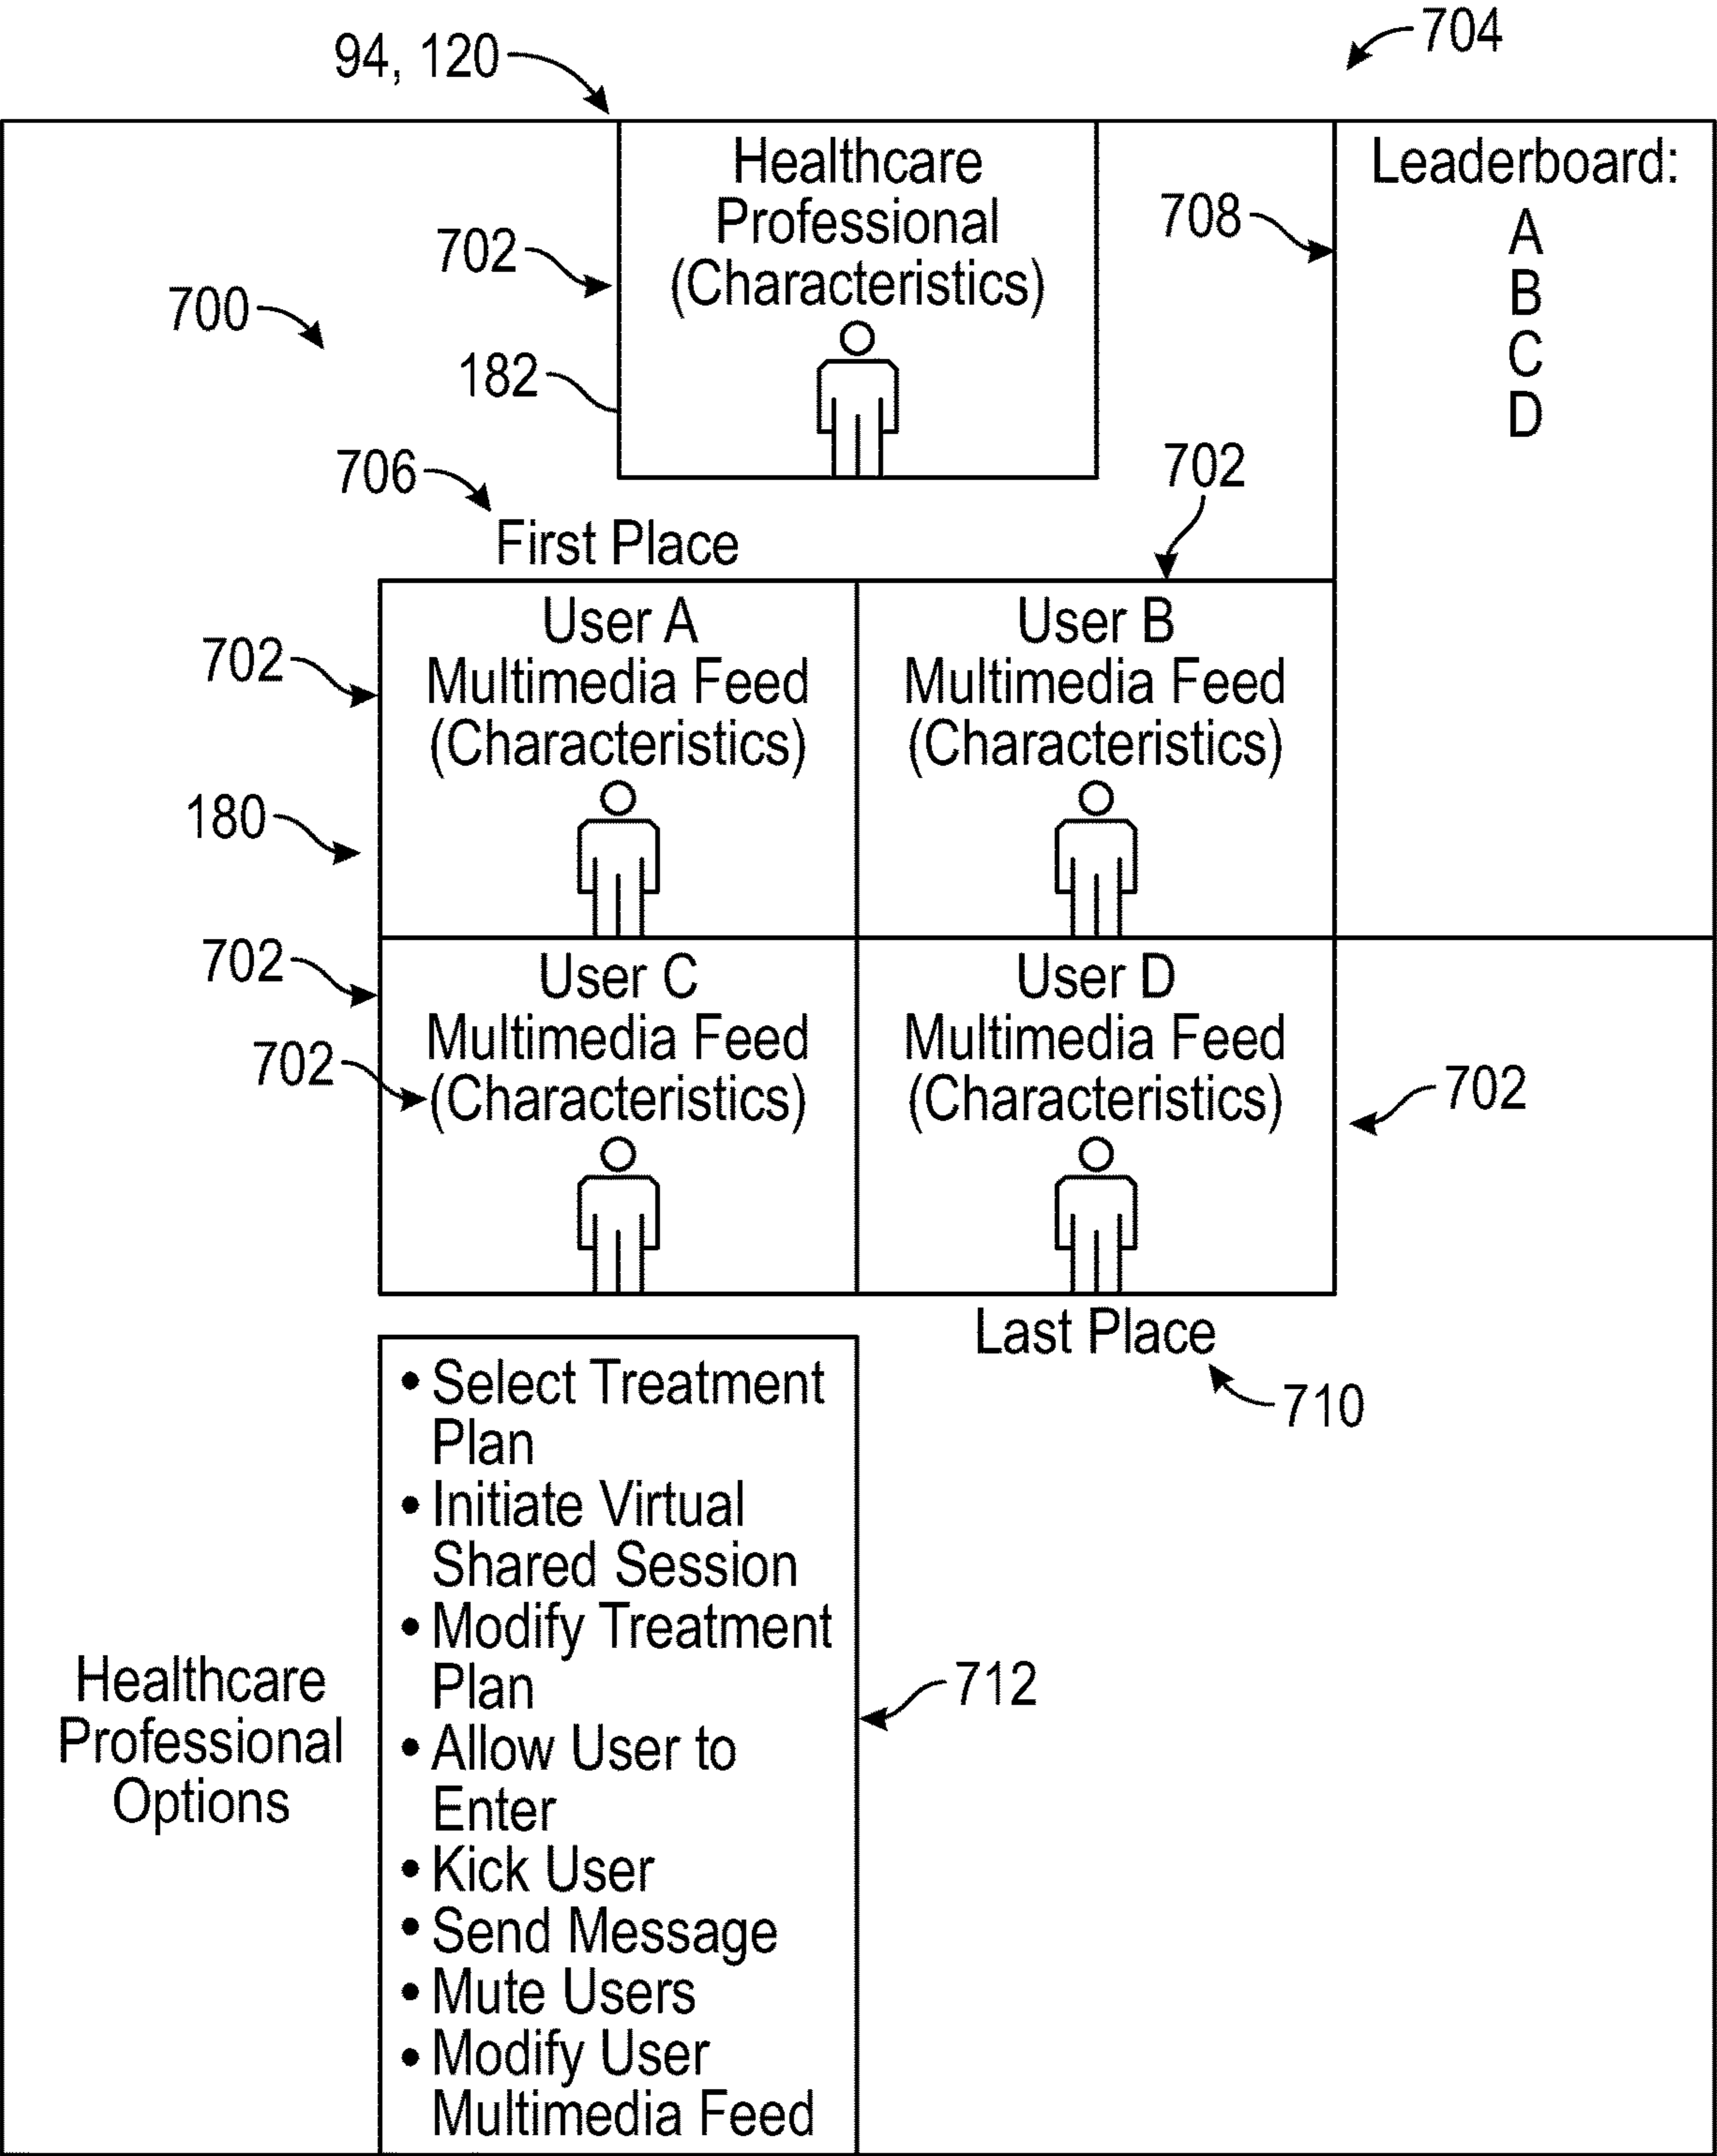 704
94, 120
Healthcare
Professional
(Characteristics)
Leaderboard:
A
B
C
D
708
702
700
182
706
702
First Place
User A
Multimedia Feed
(Characteristics)
User B
Multimedia Feed
(Characteristics)
702
180
702
User C
Multimedia Feed
(Characteristics)
User D
Multimedia Feed
(Characteristics)
702
702
Last Place
710
• Select Treatment
Plan
• Initiate Virtual
Shared Session
• Modify Treatment
Plan
• Allow User to
Enter
• Kick User
• Send Message
• Mute Users
• Modify User
Multimedia Feed
712
Healthcare
Professional
Options